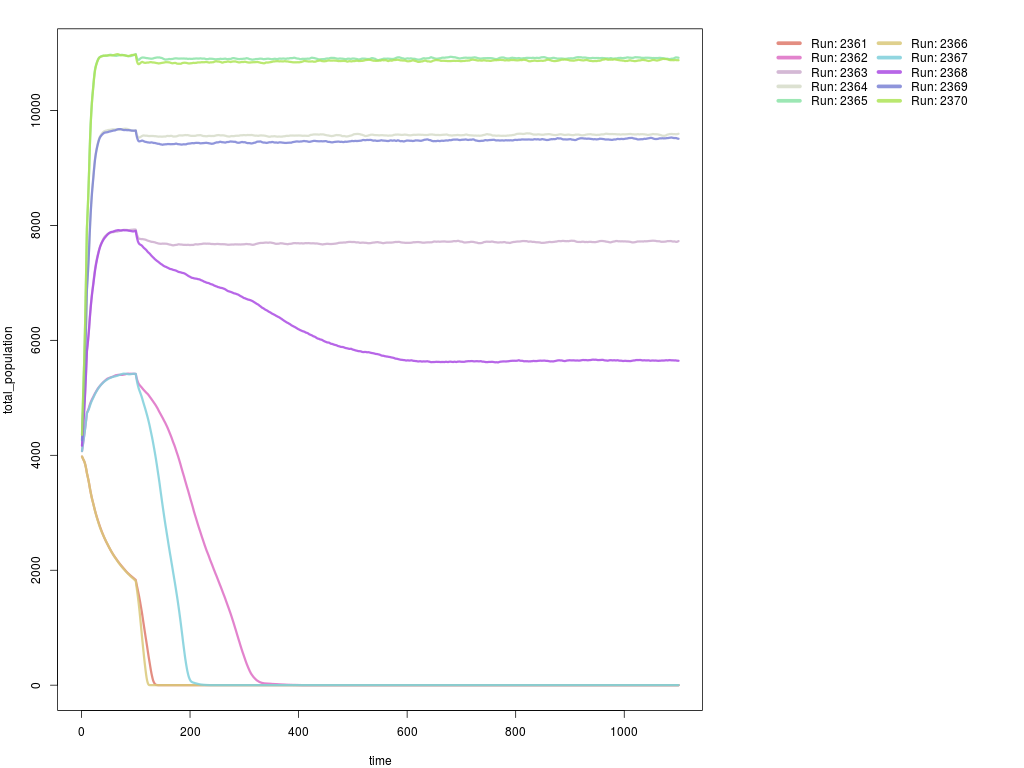 Run: 2361 Run: 2366
Run: 2362 Run: 2367
Run: 2363 Run: 2368
Run: 2364 Run: 2369
Run: 2365 Run: 2370
total_population
10000
8000
6000
4000
2000
0
0 200 400 600 800 1000
time